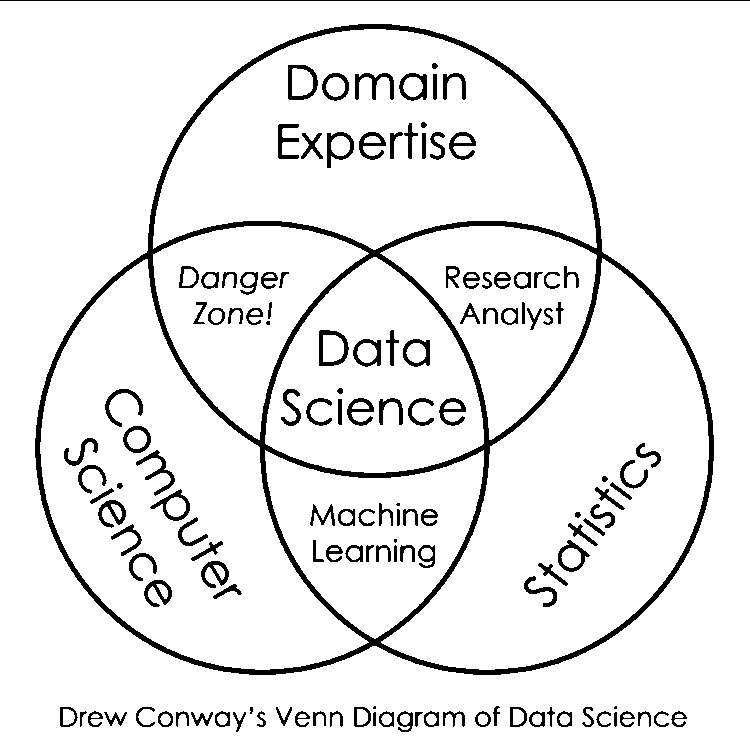 Domain
Expertise
Danger
Zone!
Research
Analyst
Data
Science
Computer
Science
Statistics
Machine
Learning
Drew Conway's Venn Diagram of Data Science